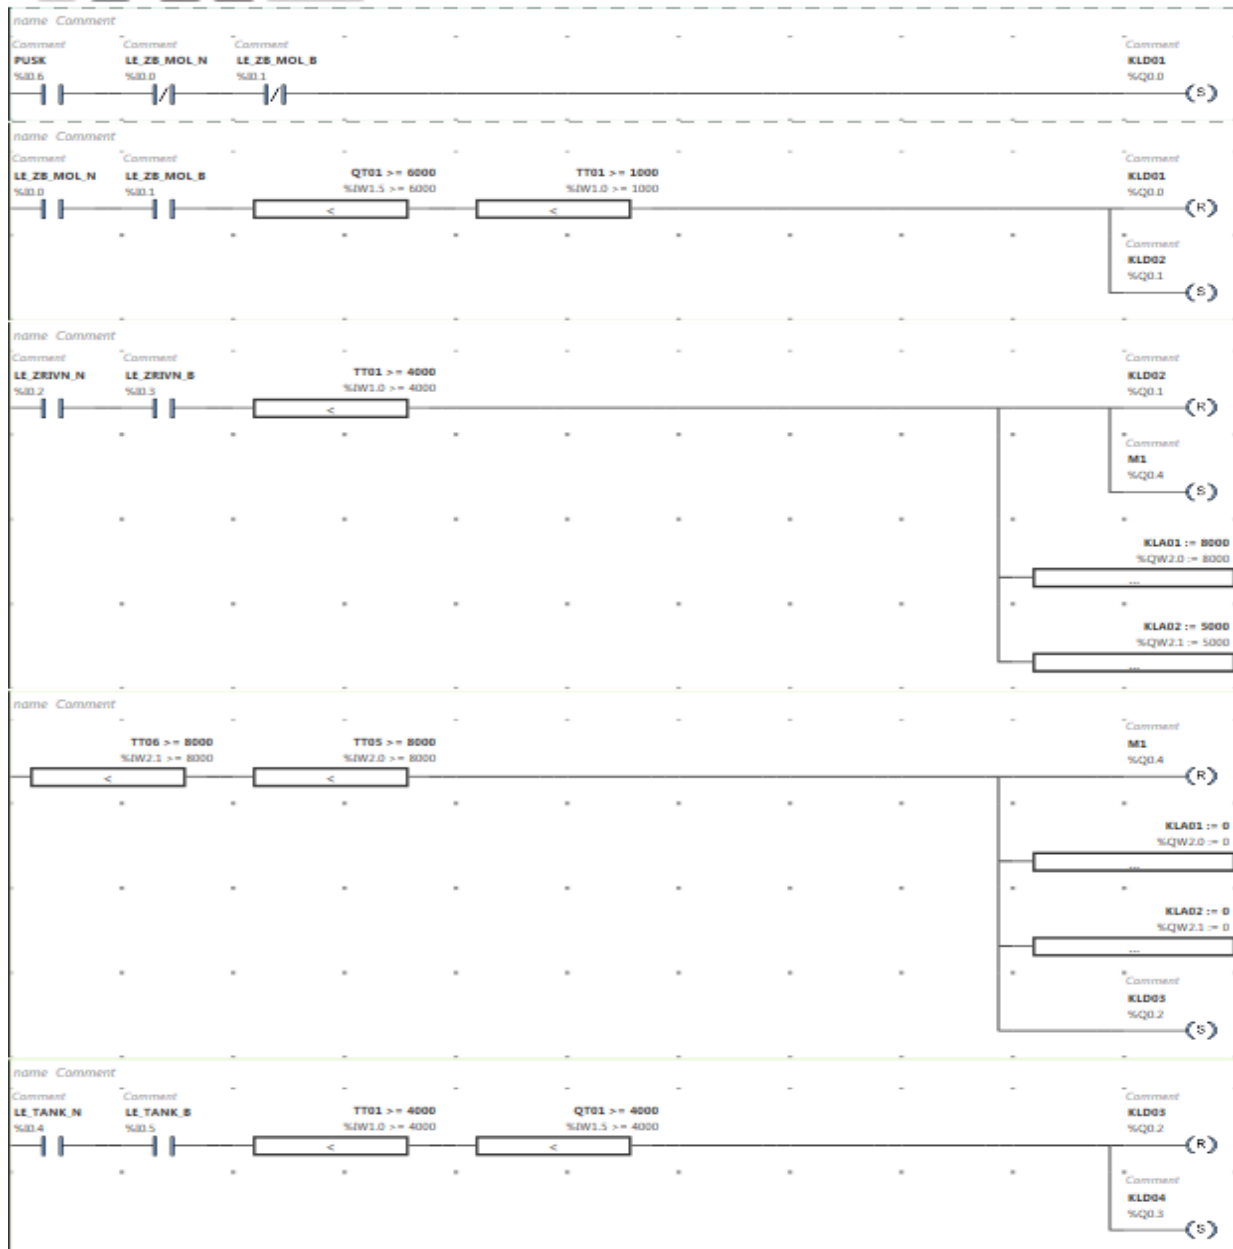 name Comment
Comment Comment Comment Comment
PUSK LE_ZB_MOL_N LE_ZB_MOL_B KLD01
%I0.6 %I0.0 %I0.1 %Q0.0
S
name Comment
Comment Comment Comment
LE_ZB_MOL_N LE_ZB_MOL_B QT01 >= 6000 TT01 >= 1000 KLD01
%I0.0 %I0.1 %IW1.5 >= 6000 %IW1.0 >= 1000 %Q0.0
< < R
Comment
KLD02
%Q0.1
S
name Comment
Comment Comment Comment
LE_ZRIVN_N LE_ZRIVN_B TT01 >= 4000 KLD02
%I0.2 %I0.3 %IW1.0 >= 4000 %Q0.1
< R
Comment
M1
%Q0.4
S
KLA01 := 8000
%QW2.0 := 8000
...
KLA02 := 5000
%QW2.1 := 5000
...
name Comment
Comment
TT06 >= 8000 TT05 >= 8000 M1
%IW2.1 >= 8000 %IW2.0 >= 8000 %Q0.4
< < R
KLA01 := 0
%QW2.0 := 0
...
KLA02 := 0
%QW2.1 := 0
...
Comment
KLD03
%Q0.2
S
name Comment
Comment Comment Comment
LE_TANK_N LE_TANK_B TT01 >= 4000 QT01 >= 4000 KLD03
%I0.4 %I0.5 %IW1.0 >= 4000 %IW1.5 >= 4000 %Q0.2
< < R
Comment
KLD04
%Q0.3
S